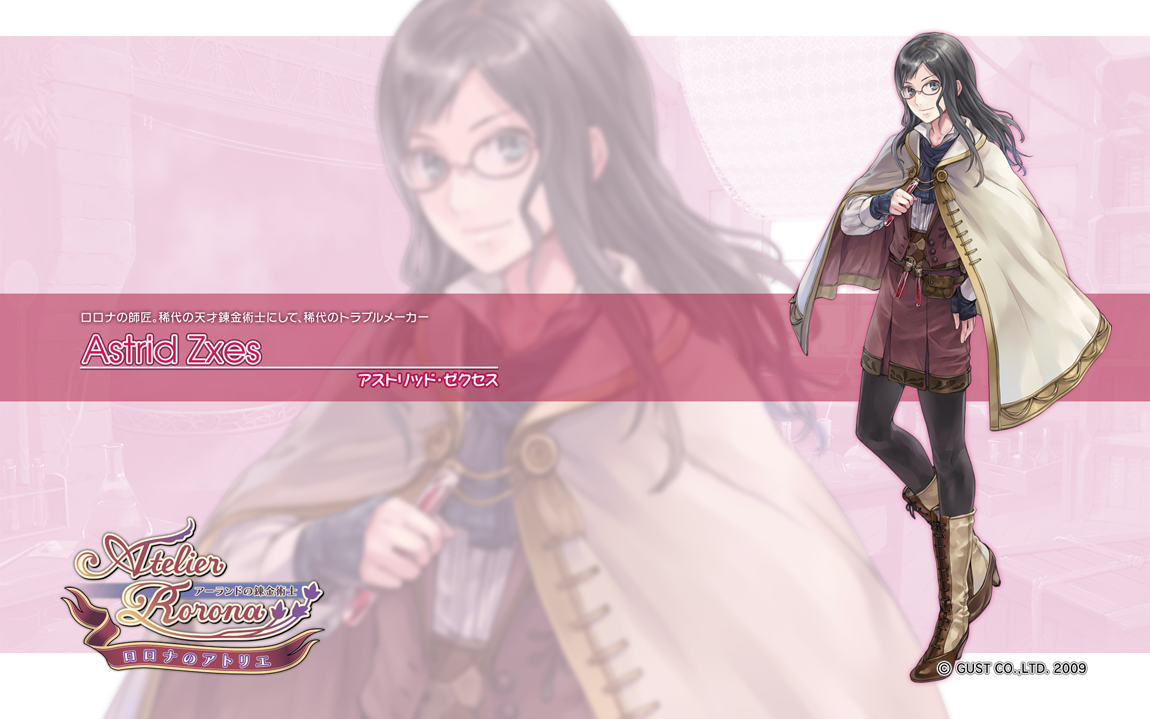 ロロナの師匠。稀代の天才錬金術士にして、稀代のトラブルメーカー
Astrid Zxes
アストリッド・ゼクセス
Atelier
アーランドの錬金術士
Rorona
ロロナのアトリエ
© GUST CO.,LTD. 2009